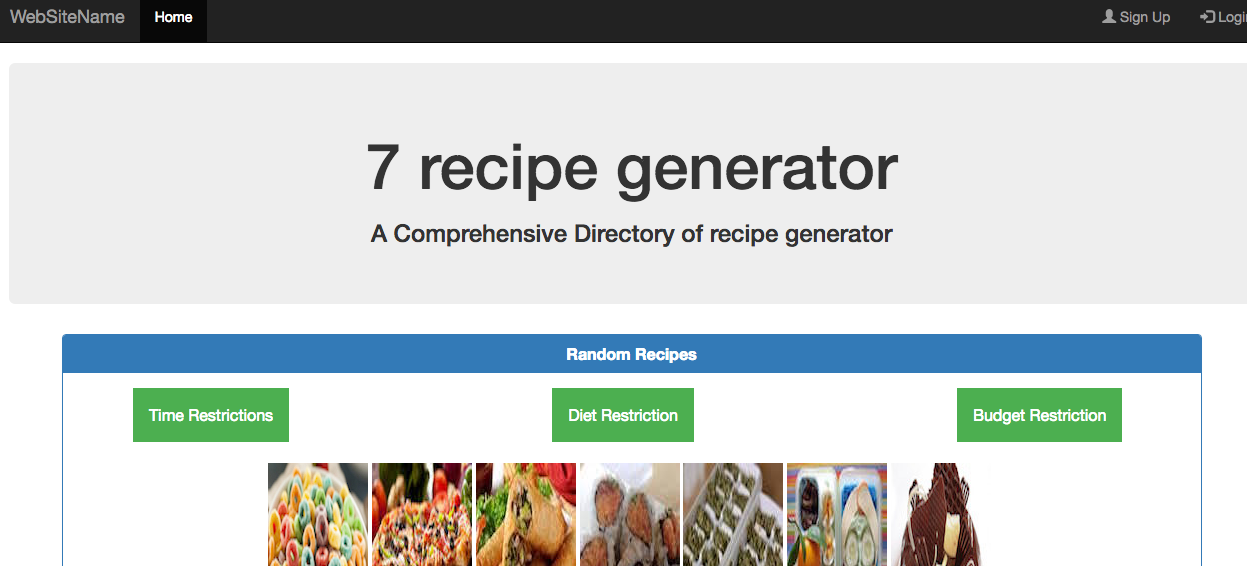 WebSiteName Home Sign Up Logi
7 recipe generator
A Comprehensive Directory of recipe generator
Random Recipes
Time Restrictions Diet Restriction Budget Restriction